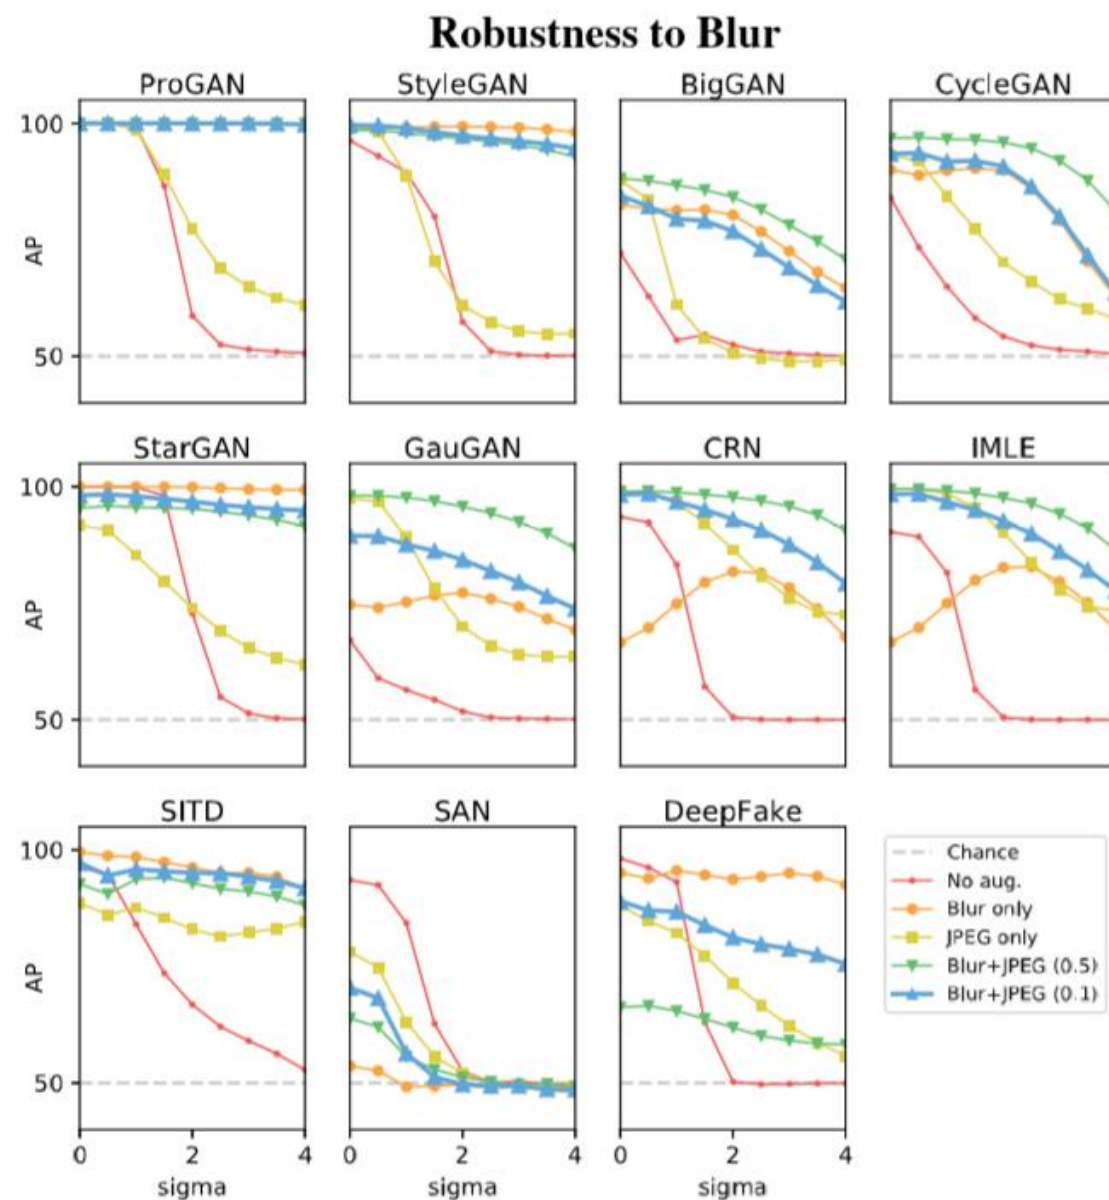 Robustness to Blur
ProGAN
StyleGAN
BigGAN
CycleGAN
100
AP
50
StarGAN
GauGAN
CRN
IMLE
100
AP
50
SITD
SAN
DeepFake
100
AP
50
0 2 4
0 2 4
0 2 4
sigma
sigma
sigma
Chance
No aug.
Blur only
JPEG only
Blur+JPEG (0.5)
Blur+JPEG (0.1)